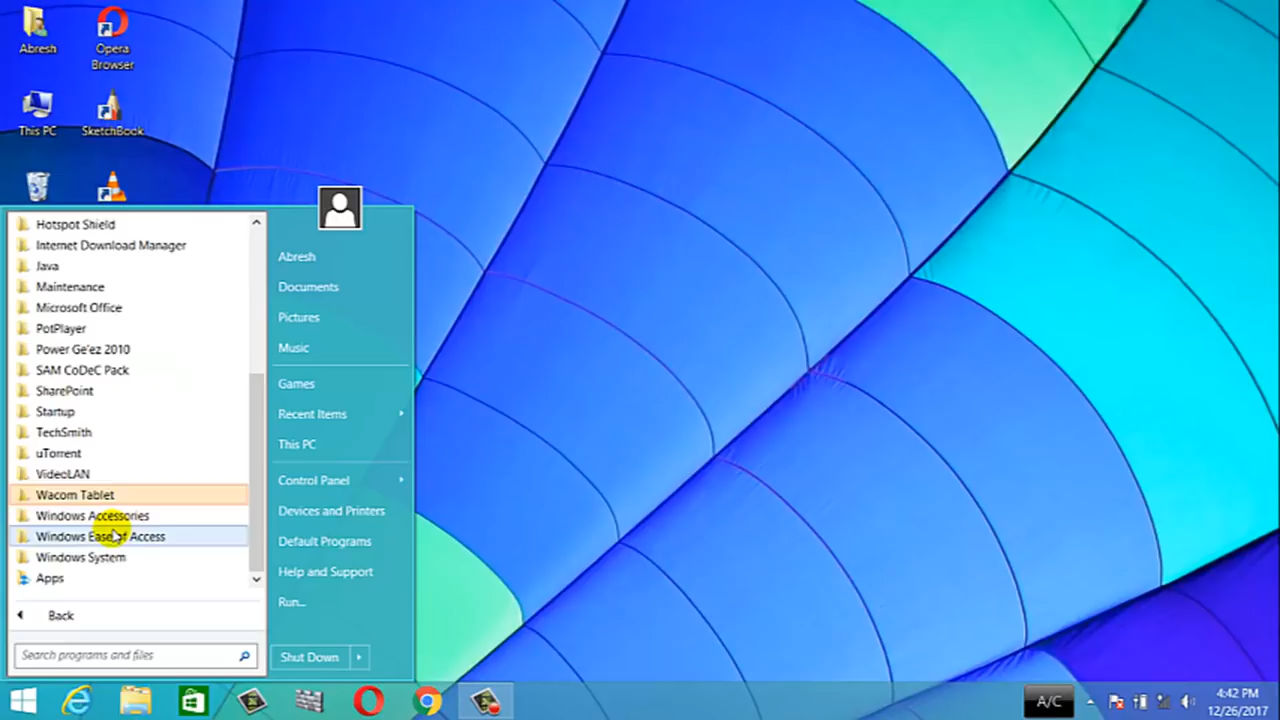 Abresh
Opera
Browser
This PC
SketchBook
Hotspot Shield
Internet Download Manager
Java
Maintenance
Microsoft Office
PotPlayer
Power Ge'ez 2010
SAM CoDeC Pack
SharePoint
Startup
TechSmith
uTorrent
VideoLAN
Wacom Tablet
Windows Accessories
Windows Ease of Access
Windows System
Apps
Back
Search programs and files
Abresh
Documents
Pictures
Music
Games
Recent Items
This PC
Control Panel
Devices and Printers
Default Programs
Help and Support
Run...
Shut Down
A/C
4:42 PM
12/26/2017